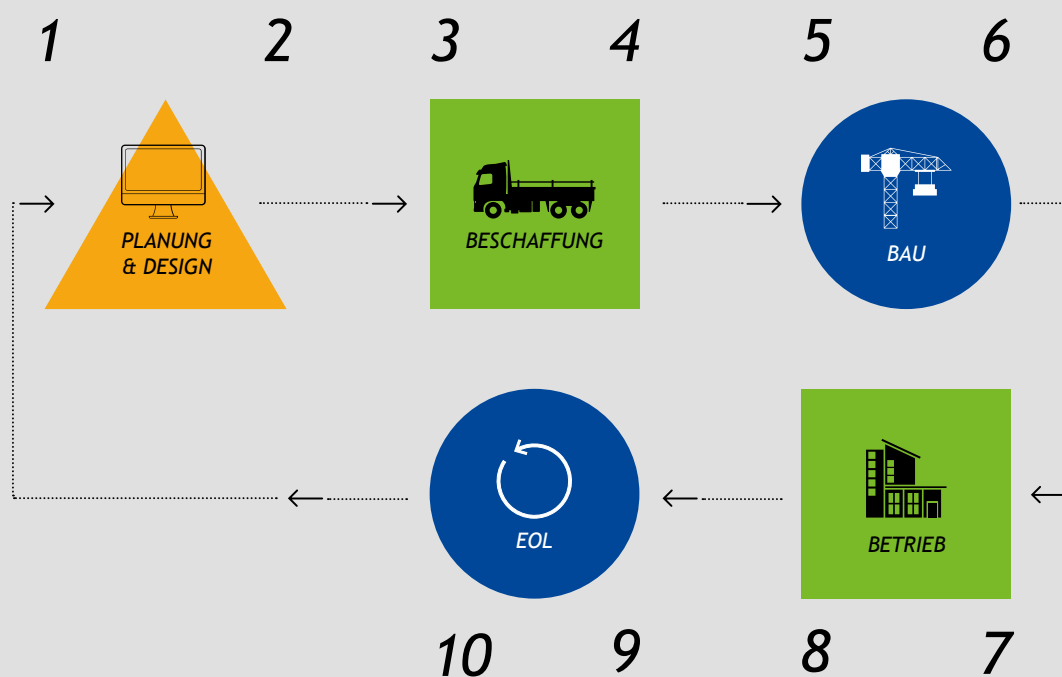 1 2 3 4 5 6
PLANUNG
& DESIGN
BESCHAFFUNG
BAU
EOL
BETRIEB
10 9 8 7